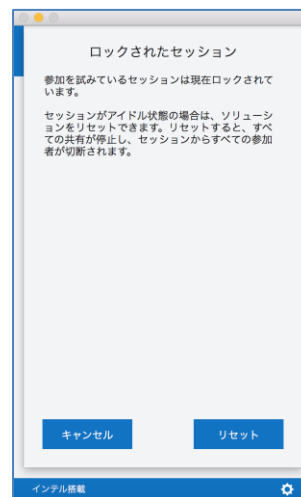 ロックされたセッション
参加を試みているセッションは現在ロックされて
います。
セッションがアイドル状態の場合は、ソリューシ
ョンをリセットできます。リセットすると、すべ
ての共有が停止し、セッションからすべての参加
者が切断されます。
キャンセル
リセット
インテル搭載